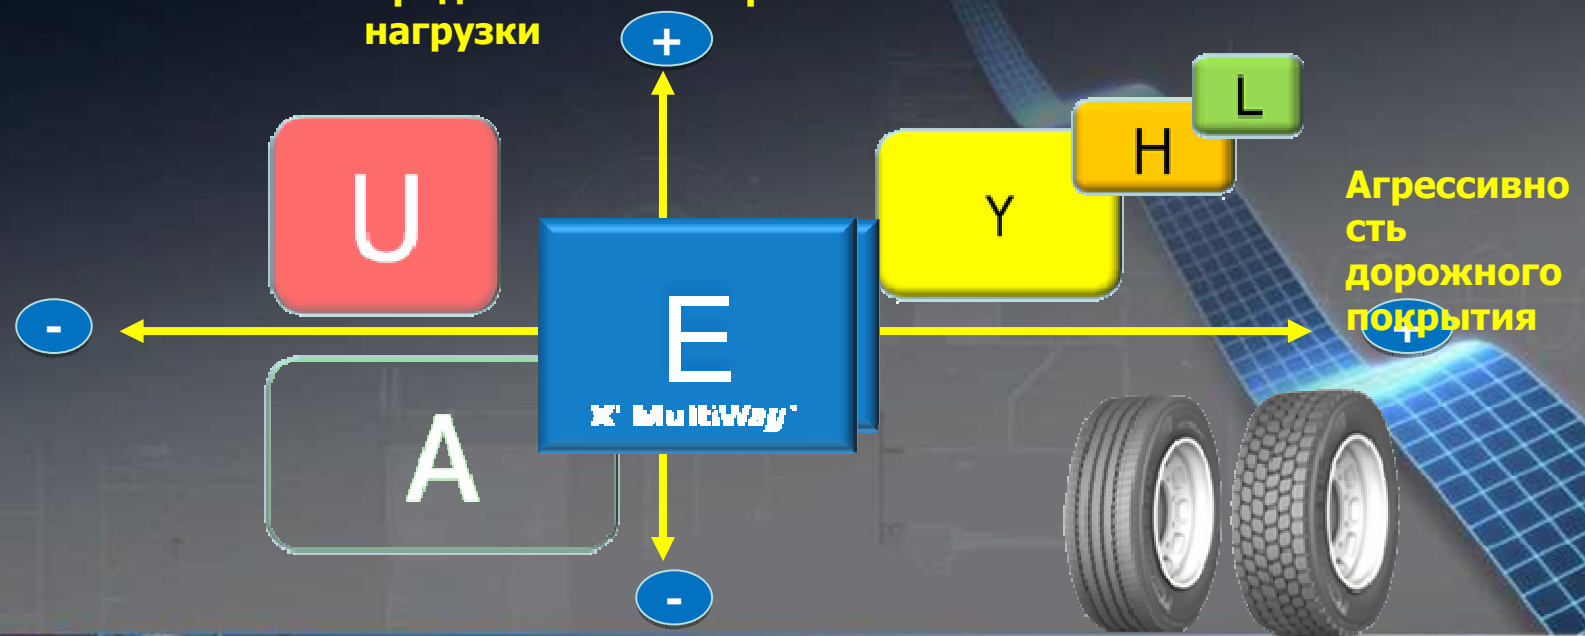 нагрузки
+
L
H
U
Y
Агрессивно
сть
дорожного
покрытия
+
-
E
X MultiWay
A
-